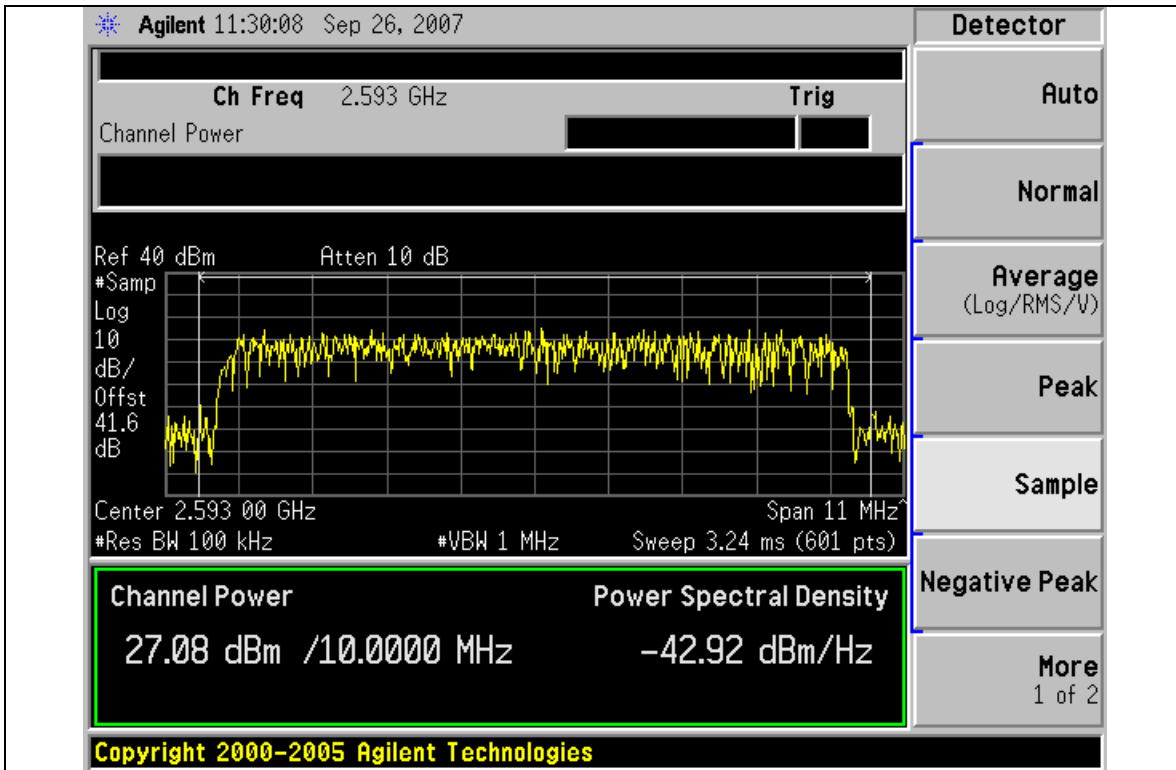 Agilent 11:30:08 Sep 26, 2007
Detector
Ch Freq 2.593 GHz Trig
Channel Power
Auto
Normal
Average
(Log/RMS/V)
Peak
Sample
Negative Peak
More
1 of 2
Ref 40 dBm Atten 10 dB
#Samp
Log
10
dB/
Offst
41.6
dB
Center 2.593 00 GHz Span 11 MHz^
#Res BW 100 kHz #VBW 1 MHz Sweep 3.24 ms (601 pts)
Channel Power Power Spectral Density
27.08 dBm /10.0000 MHz -42.92 dBm/Hz
Copyright 2000-2005 Agilent Technologies